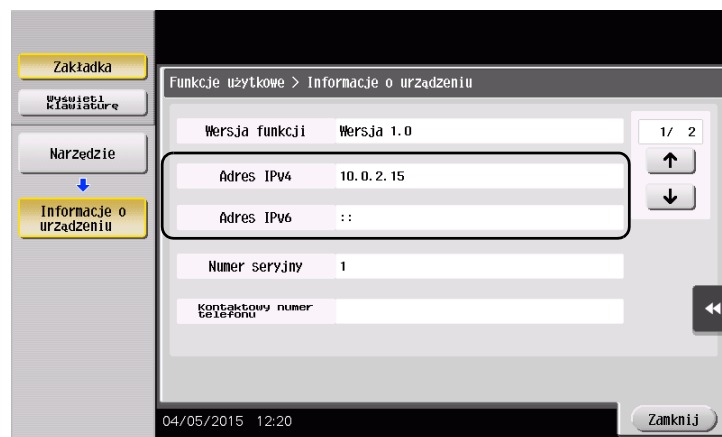 Zakładka
Wyświetl
klawiaturę
Narzędzie
Informacje o
urządzeniu
Funkcje użytkowe > Informacje o urządzeniu
Wersja funkcji Wersja 1.0
1/ 2
Adres IPv4 10.0.2.15
Adres IPv6 ::
Numer seryjny 1
Kontaktowy numer
telefonu
04/05/2015 12:20
Zamknij